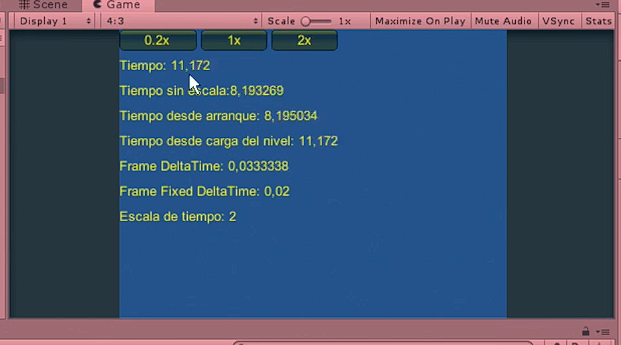 Scene Game
Display 1 4:3 Scale 1x Maximize On Play Mute Audio VSync Stats
0.2x 1x 2x
Tiempo: 11,172
Tiempo sin escala:8,193269
Tiempo desde arranque: 8,195034
Tiempo desde carga del nivel: 11,172
Frame DeltaTime: 0,0333338
Frame Fixed DeltaTime: 0,02
Escala de tiempo: 2